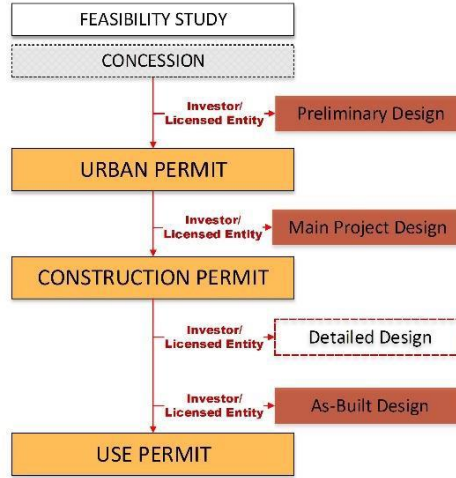 FEASIBILITY STUDY
CONCESSION
Investor/
Licensed Entity
Preliminary Design
URBAN PERMIT
Investor/
Licensed Entity
Main Project Design
CONSTRUCTION PERMIT
Investor/
Licensed Entity
Detailed Design
Investor/
Licensed Entity
As-Built Design
USE PERMIT